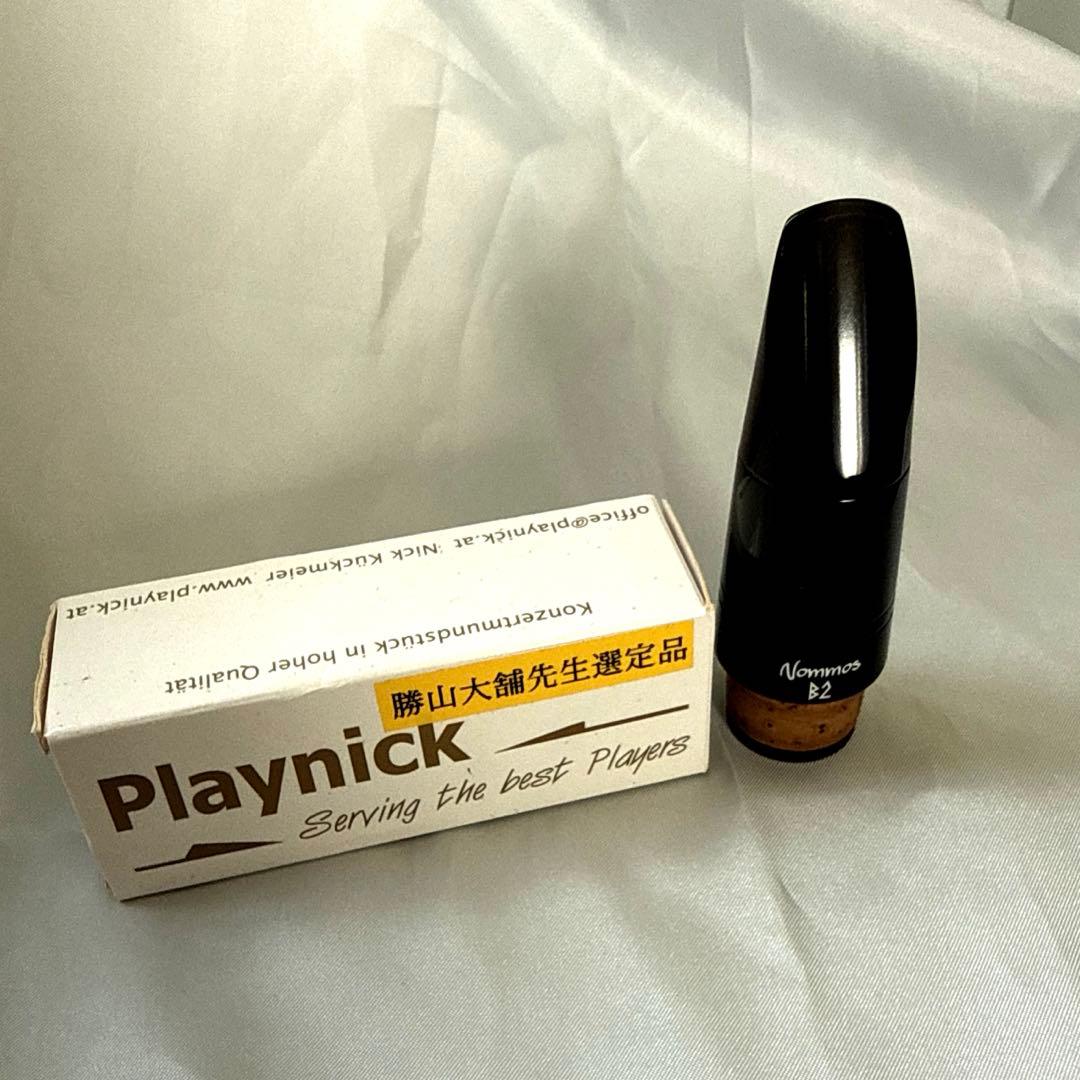 office@playnick.at Nick Kückmeier www.playnick.at
Konzertmundstück in hoher Qualität
勝山大舗先生選定品
Playnick
Serving the best Players
Nommos
B2